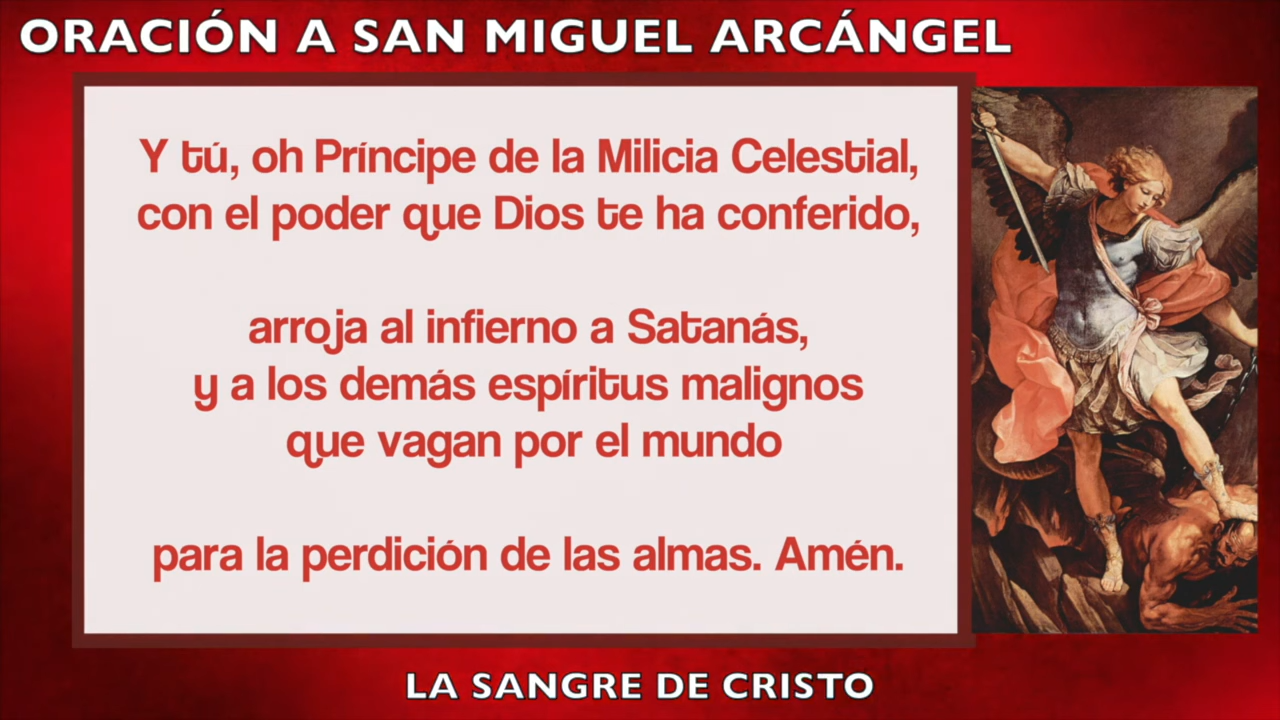 ORACIÓN A SAN MIGUEL ARCÁNGEL
Y tú, oh Príncipe de la Milicia Celestial,
con el poder que Dios te ha conferido,
arroja al infierno a Satanás,
y a los demás espíritus malignos
que vagan por el mundo
para la perdición de las almas. Amén.
LA SANGRE DE CRISTO